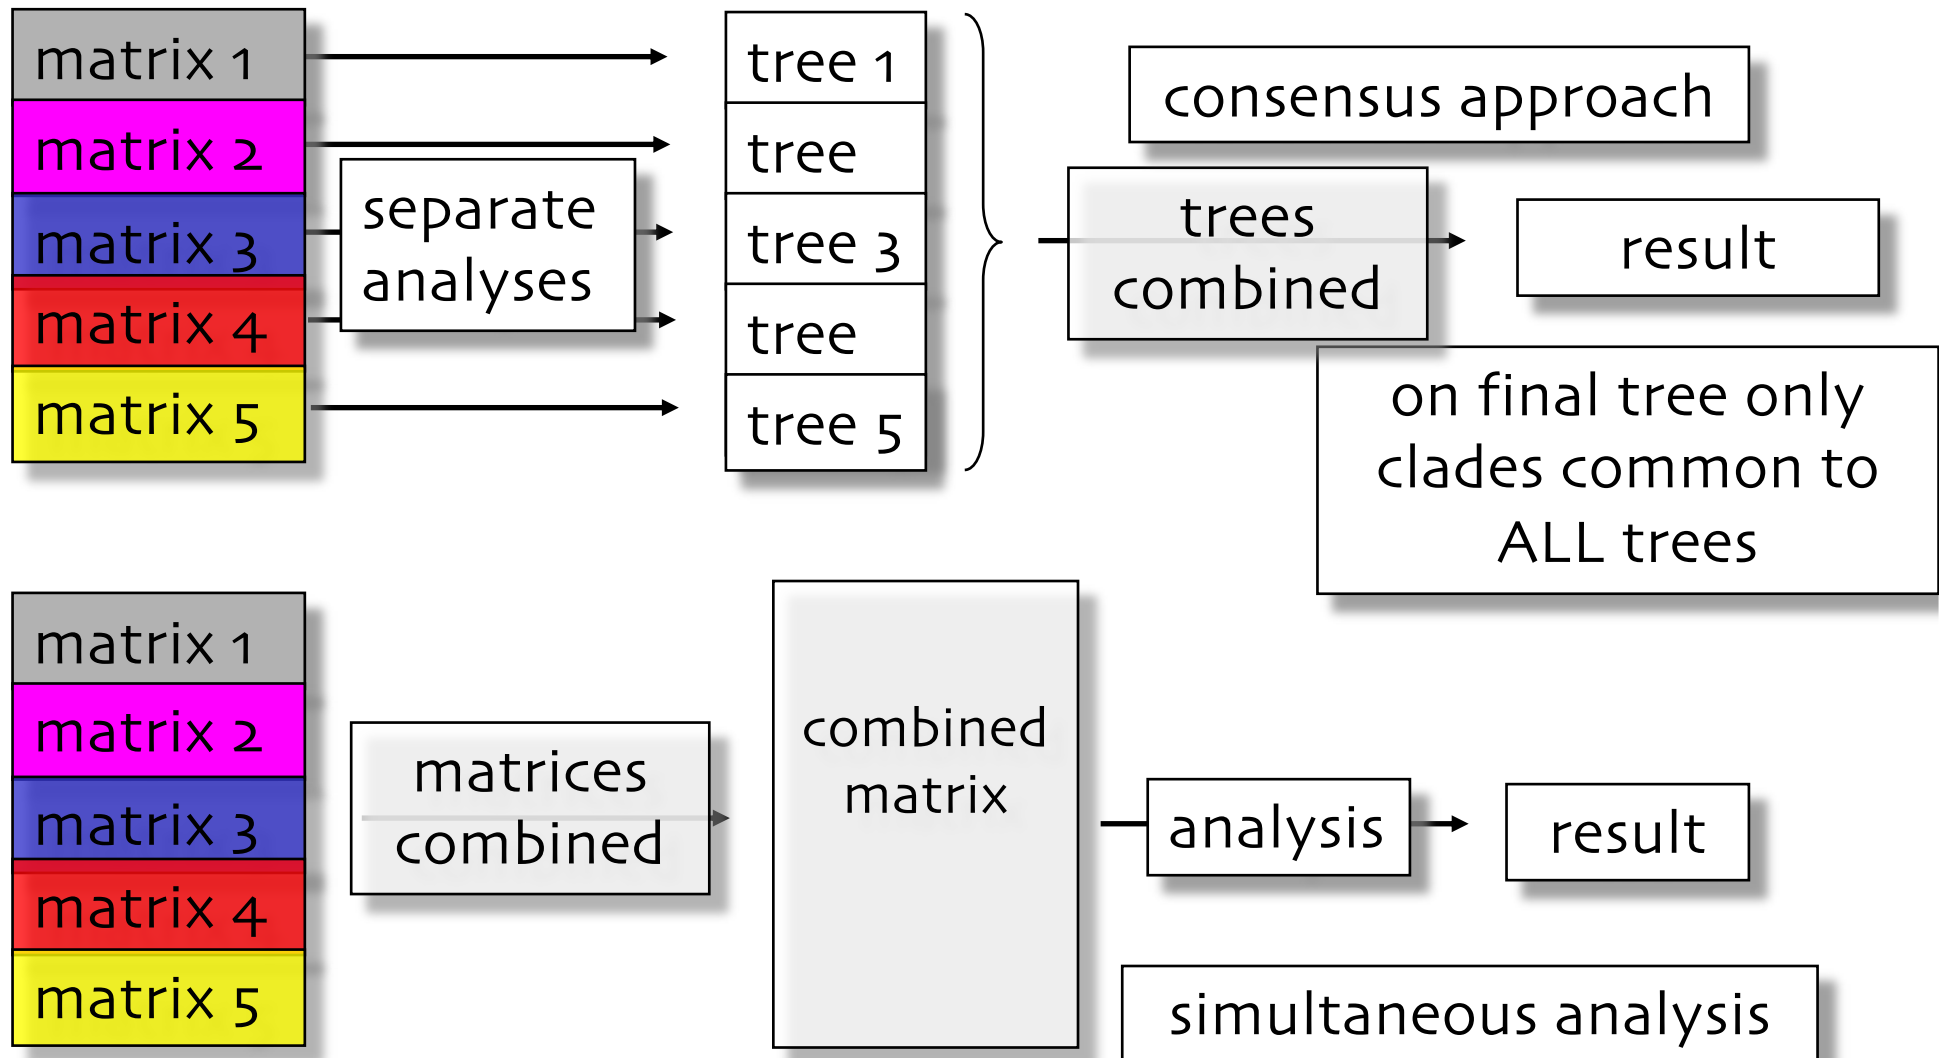 matrix 1
matrix 2
matrix 3
matrix 4
matrix 5
separate
analyses
tree 1
tree
tree 3
tree
tree 5
consensus approach
trees
combined
result
on final tree only
clades common to
ALL trees
matrix 1
matrix 2
matrix 3
matrix 4
matrix 5
matrices
combined
combined
matrix
analysis
result
simultaneous analysis